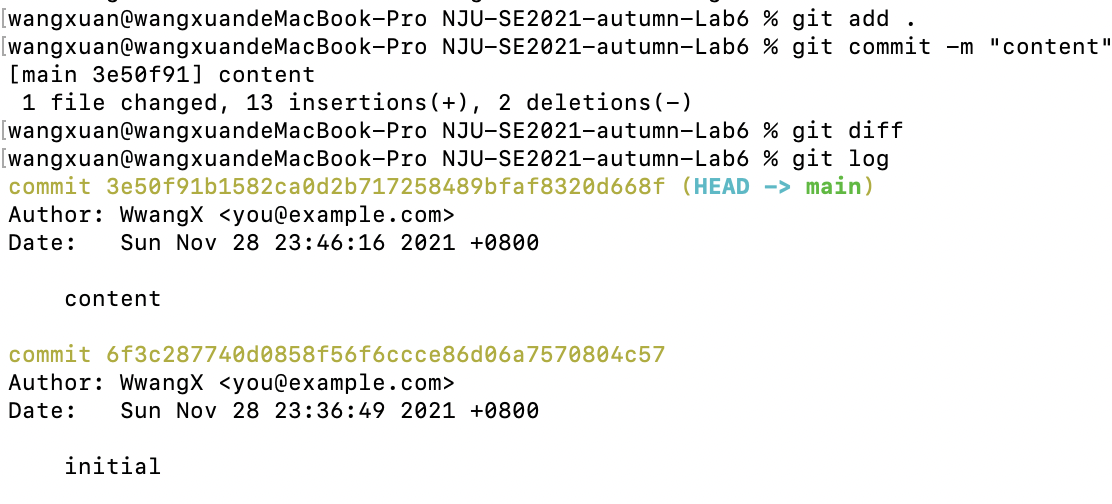 [wangxuan@wangxuandeMacBook-Pro NJU-SE2021-autumn-Lab6 % git add .
[wangxuan@wangxuandeMacBook-Pro NJU-SE2021-autumn-Lab6 % git commit -m "content"
[main 3e50f91] content
 1 file changed, 13 insertions(+), 2 deletions(-)
[wangxuan@wangxuandeMacBook-Pro NJU-SE2021-autumn-Lab6 % git diff
[wangxuan@wangxuandeMacBook-Pro NJU-SE2021-autumn-Lab6 % git log
commit 3e50f91b1582ca0d2b717258489bfaf8320d668f (HEAD -> main)
Author: WwangX <you@example.com>
Date:   Sun Nov 28 23:46:16 2021 +0800
    content
commit 6f3c287740d0858f56f6ccce86d06a7570804c57
Author: WwangX <you@example.com>
Date:   Sun Nov 28 23:36:49 2021 +0800
    initial